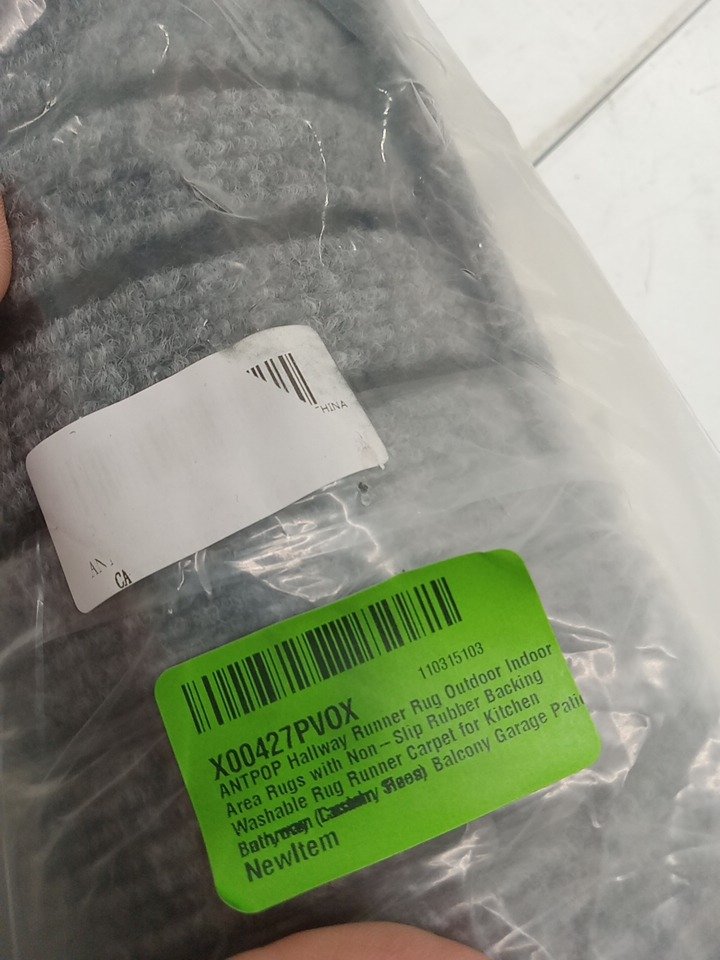 HINA
CA
110315103
X00427PVOX
ANTPOP Hallway Runner Rug Outdoor Indoor
Area Rugs with Non-Slip Rubber Backing
Washable Rug Runner Carpet for Kitchen
Balcony Garage Patio
NewItem